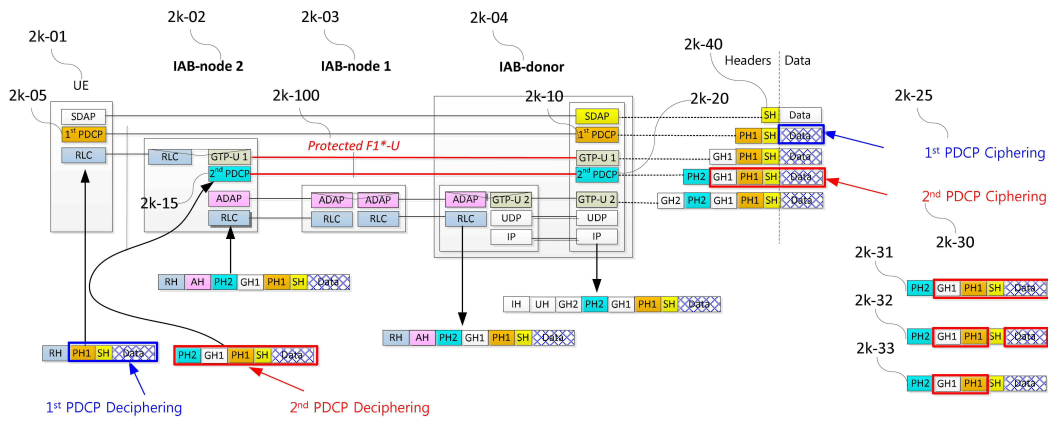 2k-01
2k-02
2k-03
2k-04
2k-40
UE
IAB-node 2
IAB-node 1
IAB-donor
Headers
Data
2k-05
2k-100
2k-10
2k-20
2k-25
SDAP
SDAP
SH
Data
1st PDCP
1st PDCP
PH1
SH
Data
1st PDCP Ciphering
Protected F1*-U
RLC
RLC
GTP-U 1
GTP-U 1
GH1
PH1
SH
Data
2nd PDCP
2nd PDCP
PH2
GH1
PH1
SH
Data
2nd PDCP Ciphering
2k-15
ADAP
ADAP
ADAP
ADAP
GTP-U 2
GTP-U 2
GH2
PH2
GH1
PH1
SH
Data
RLC
RLC
RLC
RLC
UDP
UDP
IP
IP
2k-30
2k-31
RH
AH
PH2
GH1
PH1
SH
Data
PH2
GH1
PH1
SH
Data
2k-32
IH
UH
GH2
PH2
GH1
PH1
SH
Data
RH
AH
PH2
GH1
PH1
SH
Data
PH2
GH1
PH1
SH
Data
2k-33
RH
PH1
SH
Data
PH2
GH1
PH1
SH
Data
PH2
GH1
PH1
SH
Data
1st PDCP Deciphering
2nd PDCP Deciphering